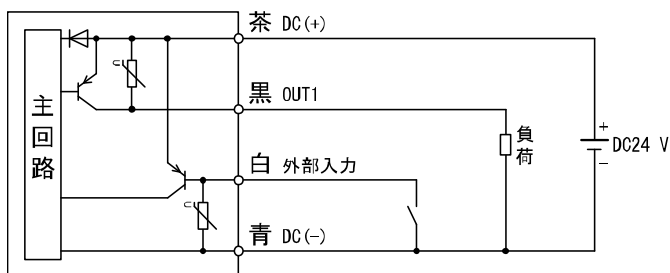 茶 DC(+)
主回路
黒 OUT1
負荷
+
DC24 V
−
白 外部入力
青 DC(−)